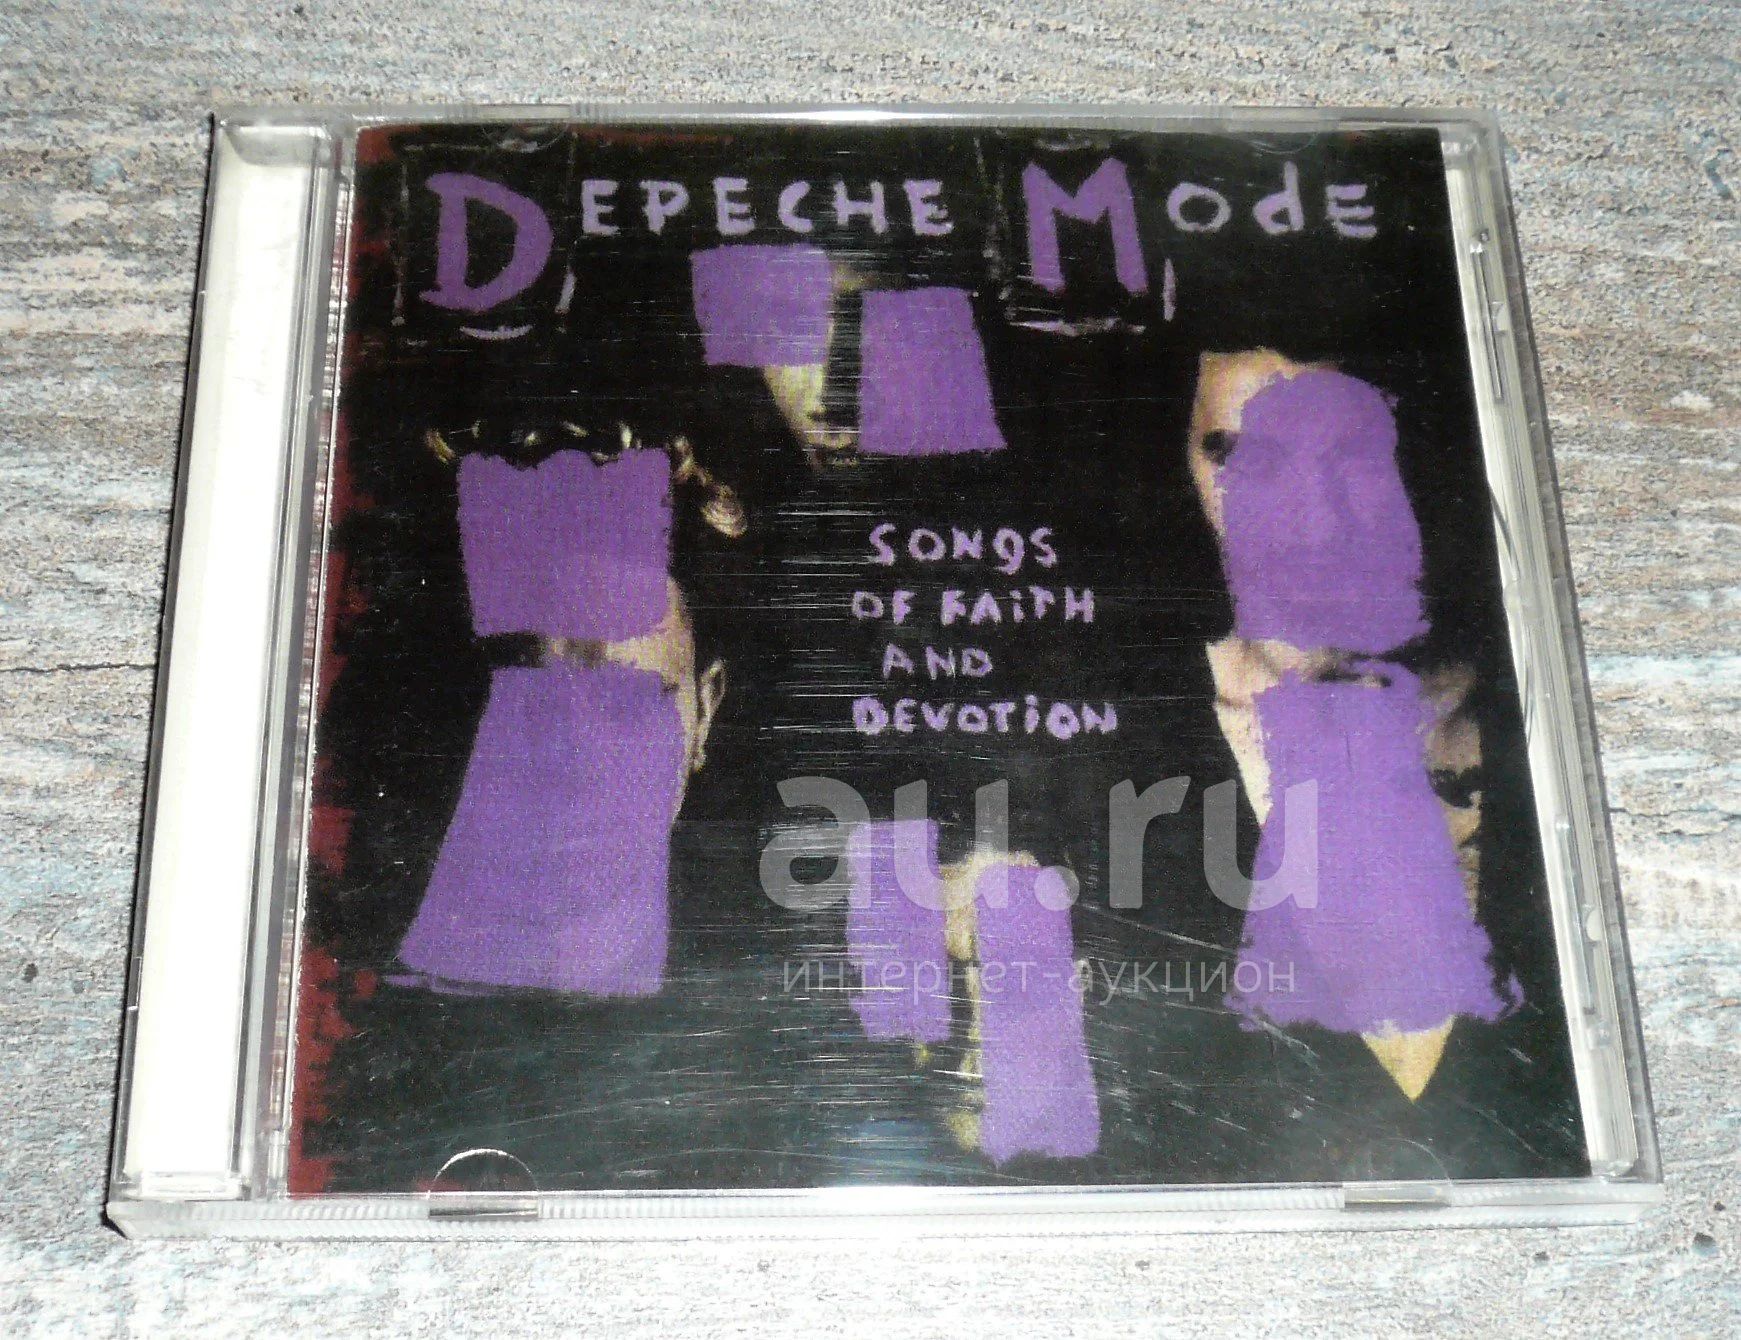 DEPECHE MODE
SONGS
OF FAITH
AND
DEVOTION
au.ru
интернет-аукцион